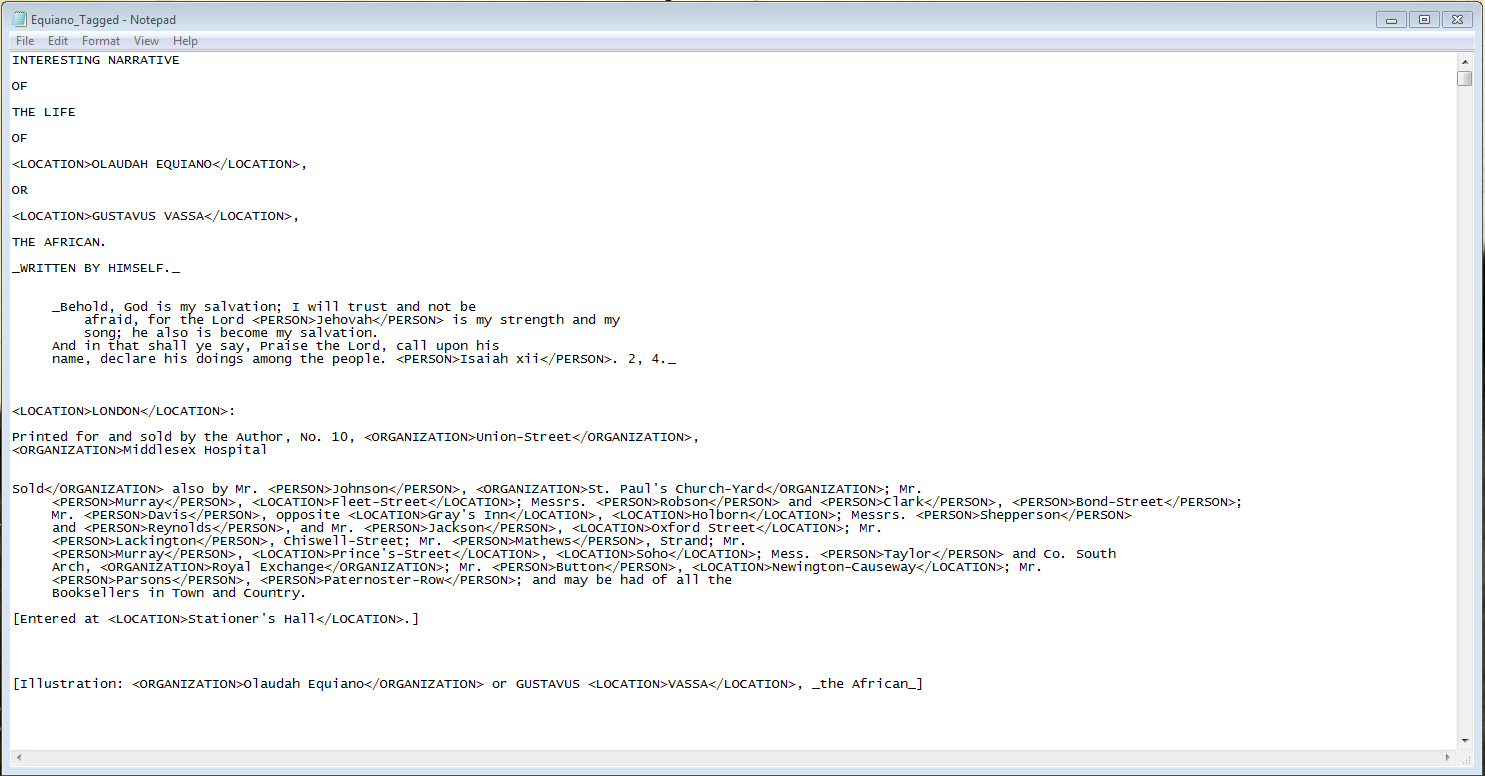 Equiano_Tagged - Notepad
File Edit Format View Help
INTERESTING NARRATIVE
OF
THE LIFE
OF
<LOCATION>OLAUDAH EQUIANO</LOCATION>,
OR
<LOCATION>GUSTAVUS VASSA</LOCATION>,
THE AFRICAN.
_WRITTEN BY HIMSELF._
_Behold, God is my salvation; I will trust and not be
afraid, for the Lord <PERSON>Jehovah</PERSON> is my strength and my
song; he also is become my salvation.
And in that shall ye say, Praise the Lord, call upon his
name, declare his doings among the people. <PERSON>Isaiah xii</PERSON>. 2, 4._
<LOCATION>LONDON</LOCATION>:
Printed for and sold by the Author, No. 10, <ORGANIZATION>Union-Street</ORGANIZATION>,
<ORGANIZATION>Middlesex Hospital
Sold</ORGANIZATION> also by Mr. <PERSON>Johnson</PERSON>, <ORGANIZATION>St. Paul's Church-Yard</ORGANIZATION>; Mr.
<PERSON>Murray</PERSON>, <LOCATION>Fleet-Street</LOCATION>; Messrs. <PERSON>Robson</PERSON> and <PERSON>Clark</PERSON>, <PERSON>Bond-Street</PERSON>;
Mr. <PERSON>Davis</PERSON>, opposite <LOCATION>Gray's Inn</LOCATION>, <LOCATION>Holborn</LOCATION>; Messrs. <PERSON>Shepperson</PERSON>
and <PERSON>Reynolds</PERSON>, and Mr. <PERSON>Jackson</PERSON>, <LOCATION>Oxford Street</LOCATION>; Mr.
<PERSON>Lackington</PERSON>, Chiswell-Street; Mr. <PERSON>Mathews</PERSON>, Strand; Mr.
<PERSON>Murray</PERSON>, <LOCATION>Prince's-Street</LOCATION>, <LOCATION>Soho</LOCATION>; Mess. <PERSON>Taylor</PERSON> and Co. South
Arch, <ORGANIZATION>Royal Exchange</ORGANIZATION>; Mr. <PERSON>Button</PERSON>, <LOCATION>Newington-Causeway</LOCATION>; Mr.
<PERSON>Parsons</PERSON>, <PERSON>Paternoster-Row</PERSON>; and may be had of all the
Booksellers in Town and Country.
[Entered at <LOCATION>Stationer's Hall</LOCATION>.]
[Illustration: <ORGANIZATION>Olaudah Equiano</ORGANIZATION> or GUSTAVUS <LOCATION>VASSA</LOCATION>, _the African_]